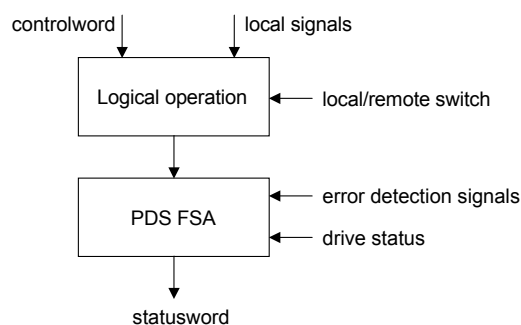 controlword
local signals
Logical operation
local/remote switch
PDS FSA
error detection signals
drive status
statusword